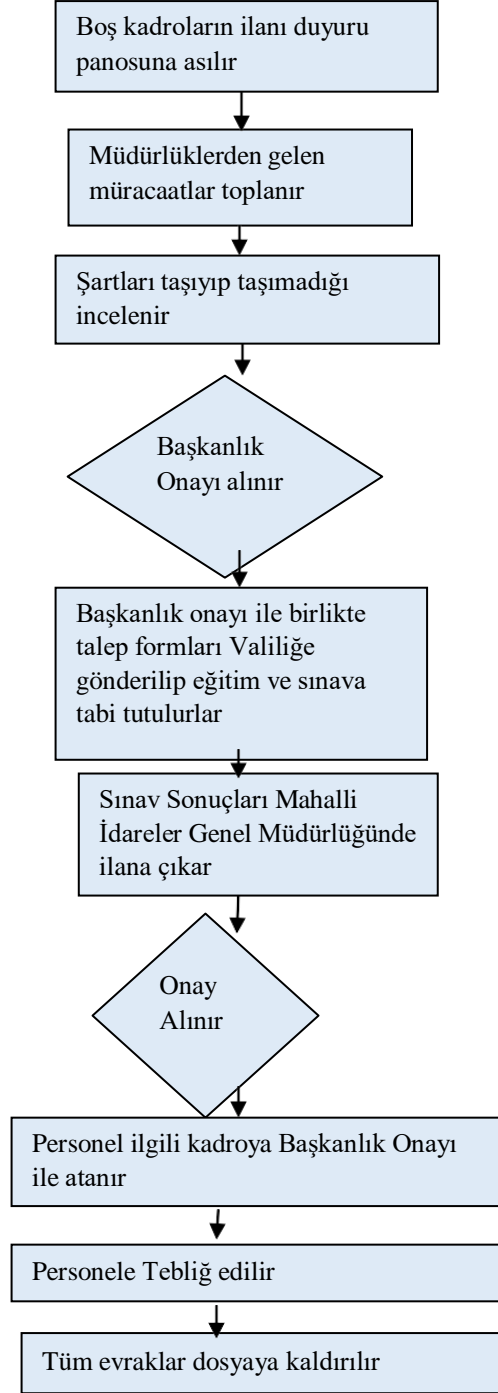 Boş kadroların ilanı duyuru
panosuna asılır
Müdürlüklerden gelen
müracaatlar toplanır
Şartları taşıyıp taşımadığı
incelenir
Başkanlık
Onayı alınır
Başkanlık onayı ile birlikte
talep formları Valiliğe
gönderilip eğitim ve sınava
tabi tutulurlar
Sınav Sonuçları Mahalli
İdareler Genel Müdürlüğünde
ilana çıkar
Onay
Alınır
Personel ilgili kadroya Başkanlık Onayı
ile atanır
Personele Tebliğ edilir
Tüm evraklar dosyaya kaldırılır